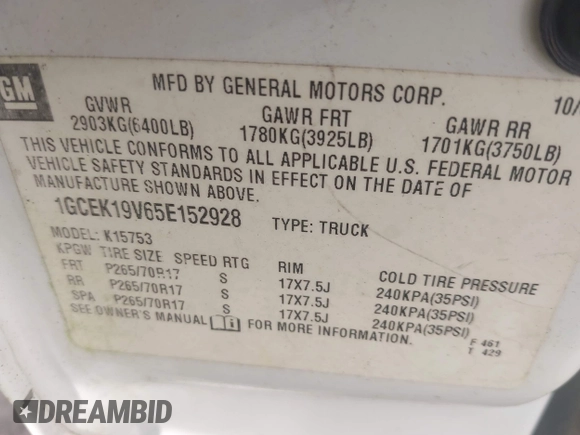 GM
MFD BY GENERAL MOTORS CORP. 10/
GVWR GAWR FRT GAWR RR
2903KG(6400LB) 1780KG(3925LB) 1701KG(3750LB)
THIS VEHICLE CONFORMS TO ALL APPLICABLE U.S. FEDERAL MOTOR
VEHICLE SAFETY STANDARDS IN EFFECT ON THE DATE OF
MANUFACTURE SHOWN ABOVE.
1GCEK19V65E152928 TYPE: TRUCK
MODEL: K15753
KPGW TIRE SIZE SPEED RTG RIM COLD TIRE PRESSURE
FRT P265/70R17 S 17X7.5J 240KPA(35PSI)
RR P265/70R17 S 17X7.5J 240KPA(35PSI)
SPA P265/70R17 S 17X7.5J 240KPA(35PSI)
SEE OWNER'S MANUAL FOR MORE INFORMATION.
F 461
T 429
DREAMBID